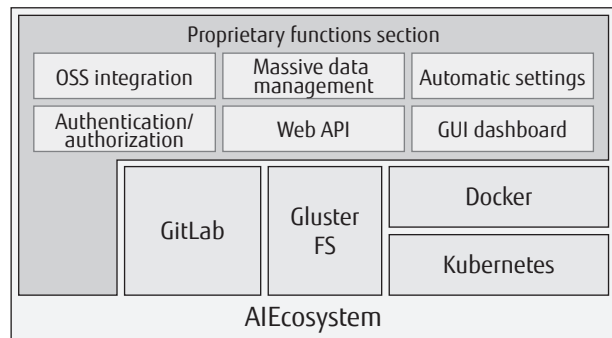 Proprietary functions section
OSS integration
Massive data
management
Automatic settings
Authentication/
authorization
Web API
GUI dashboard
GitLab
Gluster
FS
Docker
Kubernetes
AIEcosystem